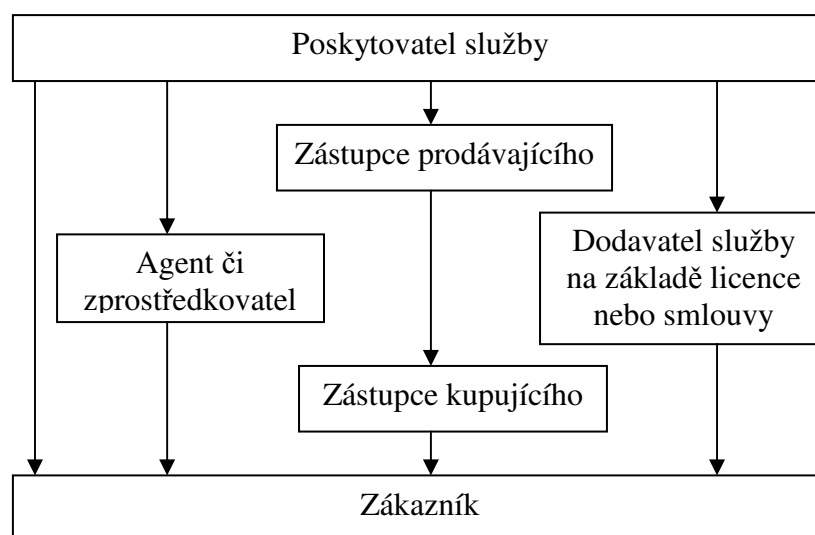 Poskytovatel služby
Zástupce prodávajícího
Agent či
zprostředkovatel
Dodavatel služby
na základě licence
nebo smlouvy
Zástupce kupujícího
Zákazník